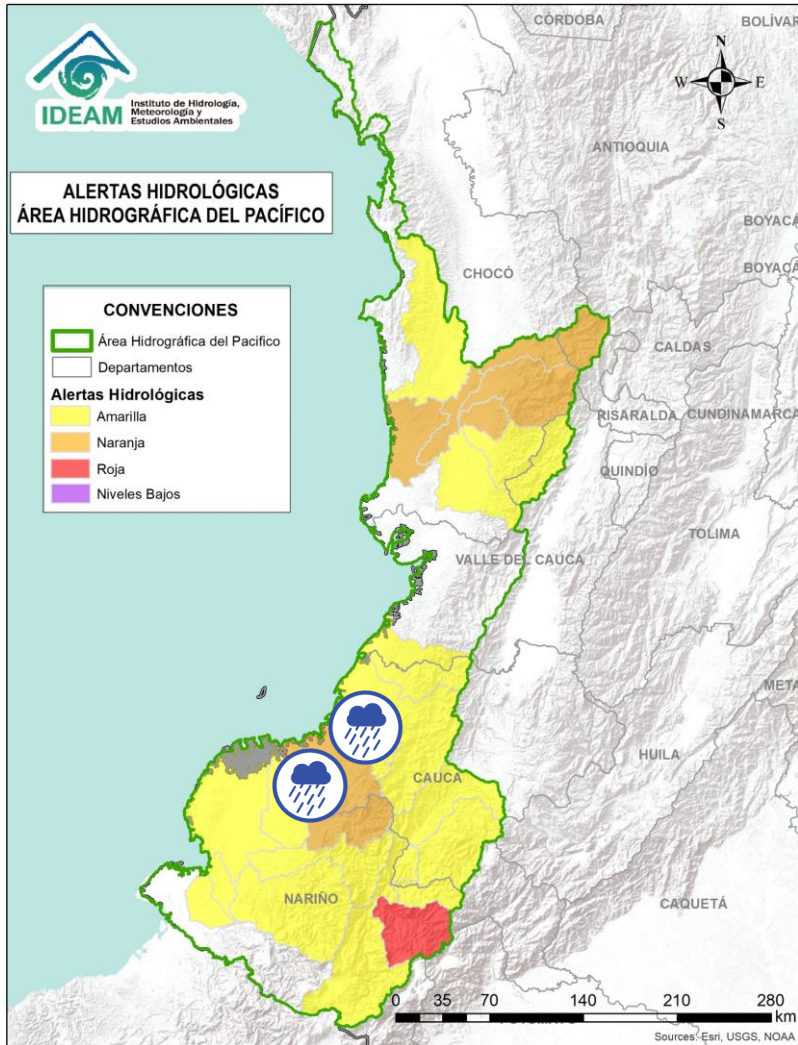 CÓRDOBA
BOLÍVAR
IDEAM
Instituto de Hidrología,
Meteorología y
Estudios Ambientales
N
W
E
S
ANTIOQUIA
ALERTAS HIDROLÓGICAS
ÁREA HIDROGRÁFICA DEL PACÍFICO
BOYACÁ
BOYACÁ
CHOCÓ
CONVENCIONES
Área Hidrográfica del Pacifico
Departamentos
Alertas Hidrológicas
Amarilla
Naranja
Roja
Niveles Bajos
CALDAS
RISARALDA
CUNDINAMARCA
QUINDÍO
TOLIMA
VALLE DEL CAUCA
META
HUILA
CAUCA
NARIÑO
CAQUETÁ
0 35 70 140 210 280
km
Sources: Esri, USGS, NOAA